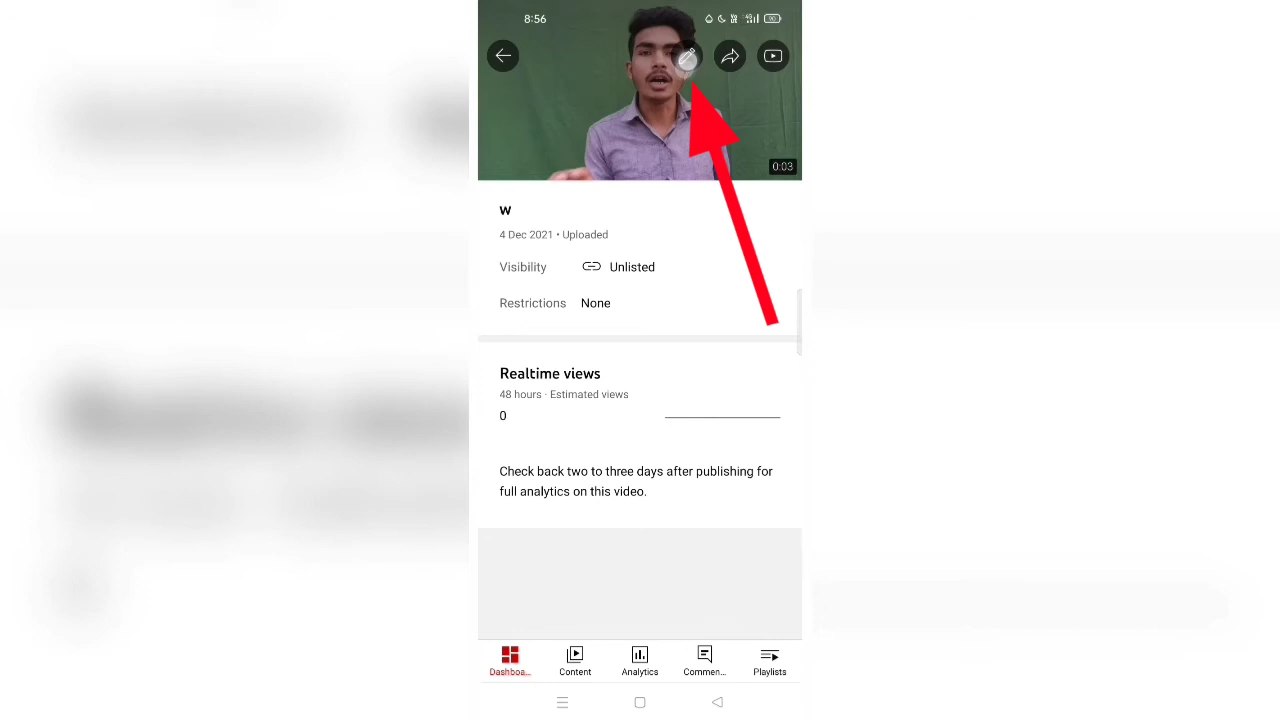 8:56
90
0:03
w
4 Dec 2021 • Uploaded
Visibility Unlisted
Restrictions None
Realtime views
48 hours · Estimated views
0
Check back two to three days after publishing for
full analytics on this video.
Dashboa... Content Analytics Commen... Playlists